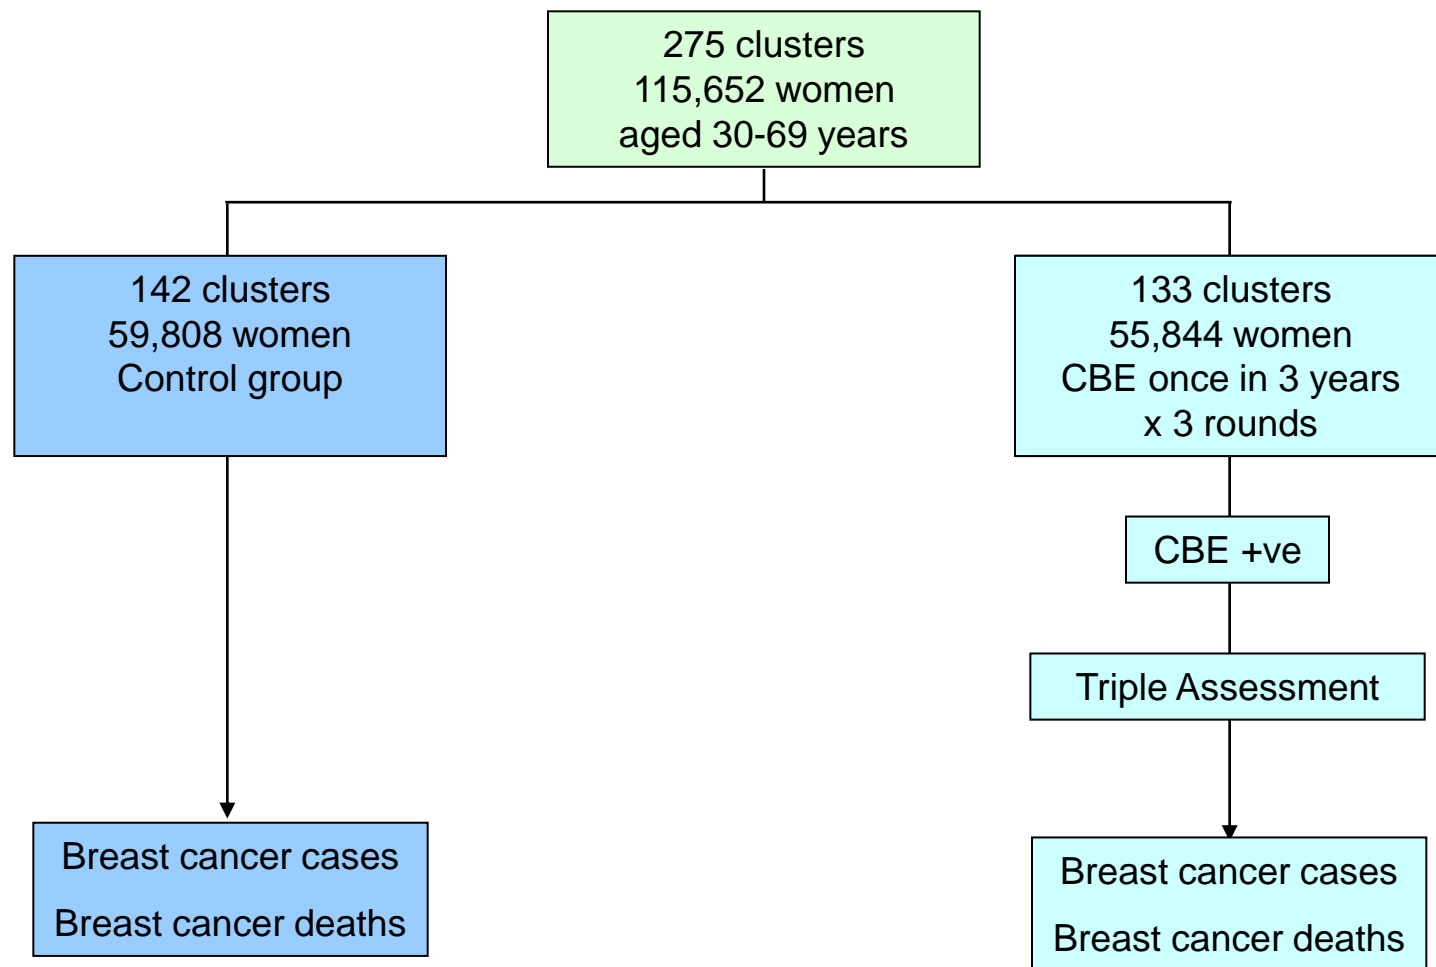 275 clusters
115,652 women
aged 30-69 years
142 clusters
59,808 women
Control group
133 clusters
55,844 women
CBE once in 3 years
x 3 rounds
CBE +ve
Triple Assessment
Breast cancer cases
Breast cancer deaths
Breast cancer cases
Breast cancer deaths